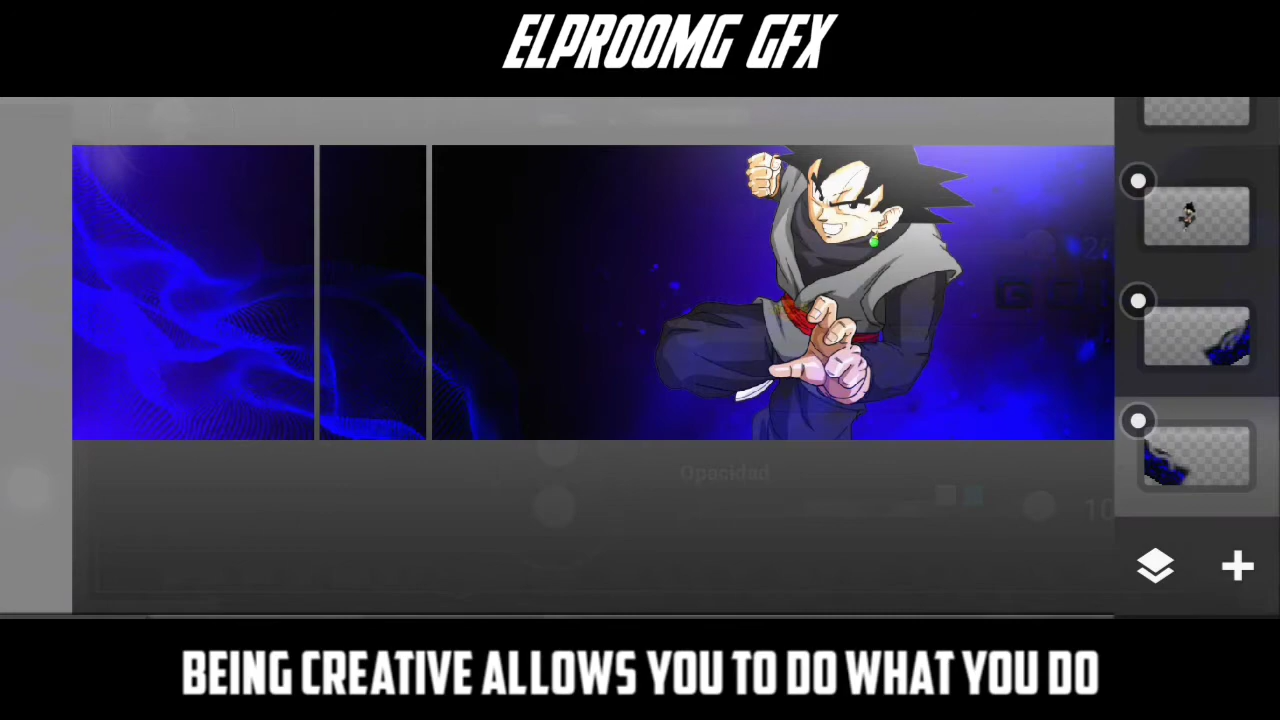 ELPROOMG GFX
Opacidad
BEING CREATIVE ALLOWS YOU TO DO WHAT YOU DO